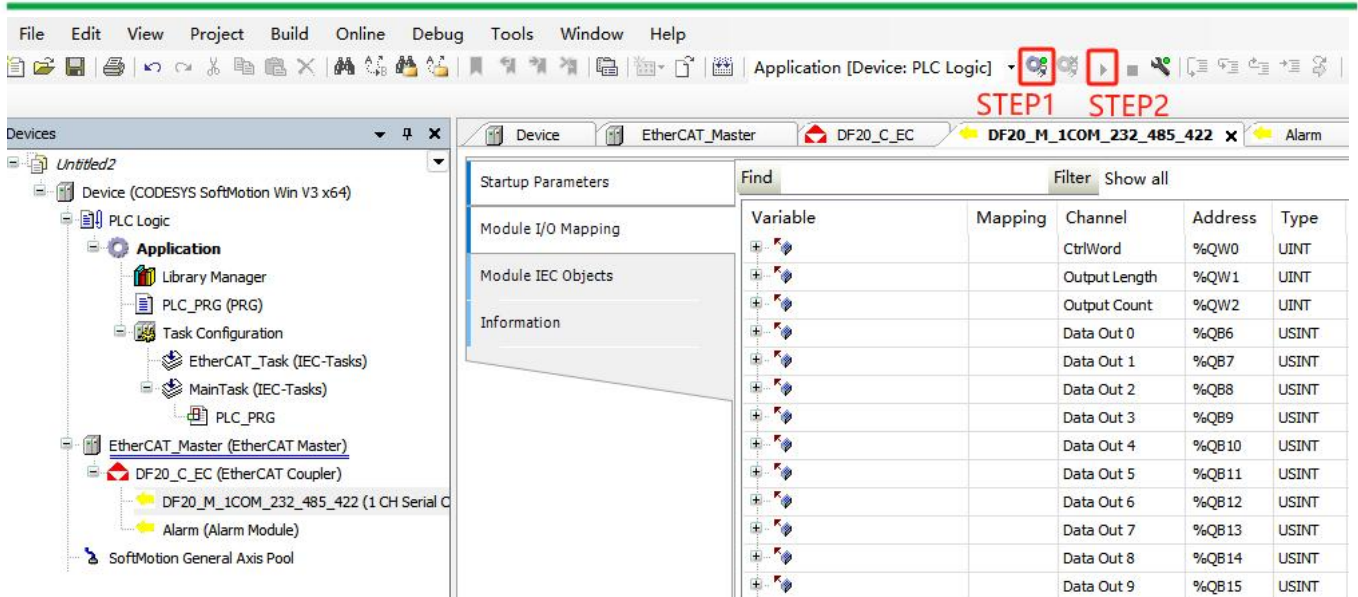 File Edit View Project Build Online Debug Tools Window Help
Application [Device: PLC Logic]
STEP1 STEP2
Devices
Device EtherCAT_Master DF20_C_EC DF20_M_1COM_232_485_422 x Alarm
Untitled2
Device (CODESYS SoftMotion Win V3 x64)
PLC Logic
Application
Library Manager
PLC_PRG (PRG)
Task Configuration
EtherCAT_Task (IEC-Tasks)
MainTask (IEC-Tasks)
PLC_PRG
EtherCAT_Master (EtherCAT Master)
DF20_C_EC (EtherCAT Coupler)
DF20_M_1COM_232_485_422 (1 CH Serial C
Alarm (Alarm Module)
SoftMotion General Axis Pool
Startup Parameters
Module I/O Mapping
Module IEC Objects
Information
Find Filter Show all
Variable Mapping Channel Address Type
CtrlWord %QW0 UINT
Output Length %QW1 UINT
Output Count %QW2 UINT
Data Out 0 %QB6 USINT
Data Out 1 %QB7 USINT
Data Out 2 %QB8 USINT
Data Out 3 %QB9 USINT
Data Out 4 %QB10 USINT
Data Out 5 %QB11 USINT
Data Out 6 %QB12 USINT
Data Out 7 %QB13 USINT
Data Out 8 %QB14 USINT
Data Out 9 %QB15 USINT